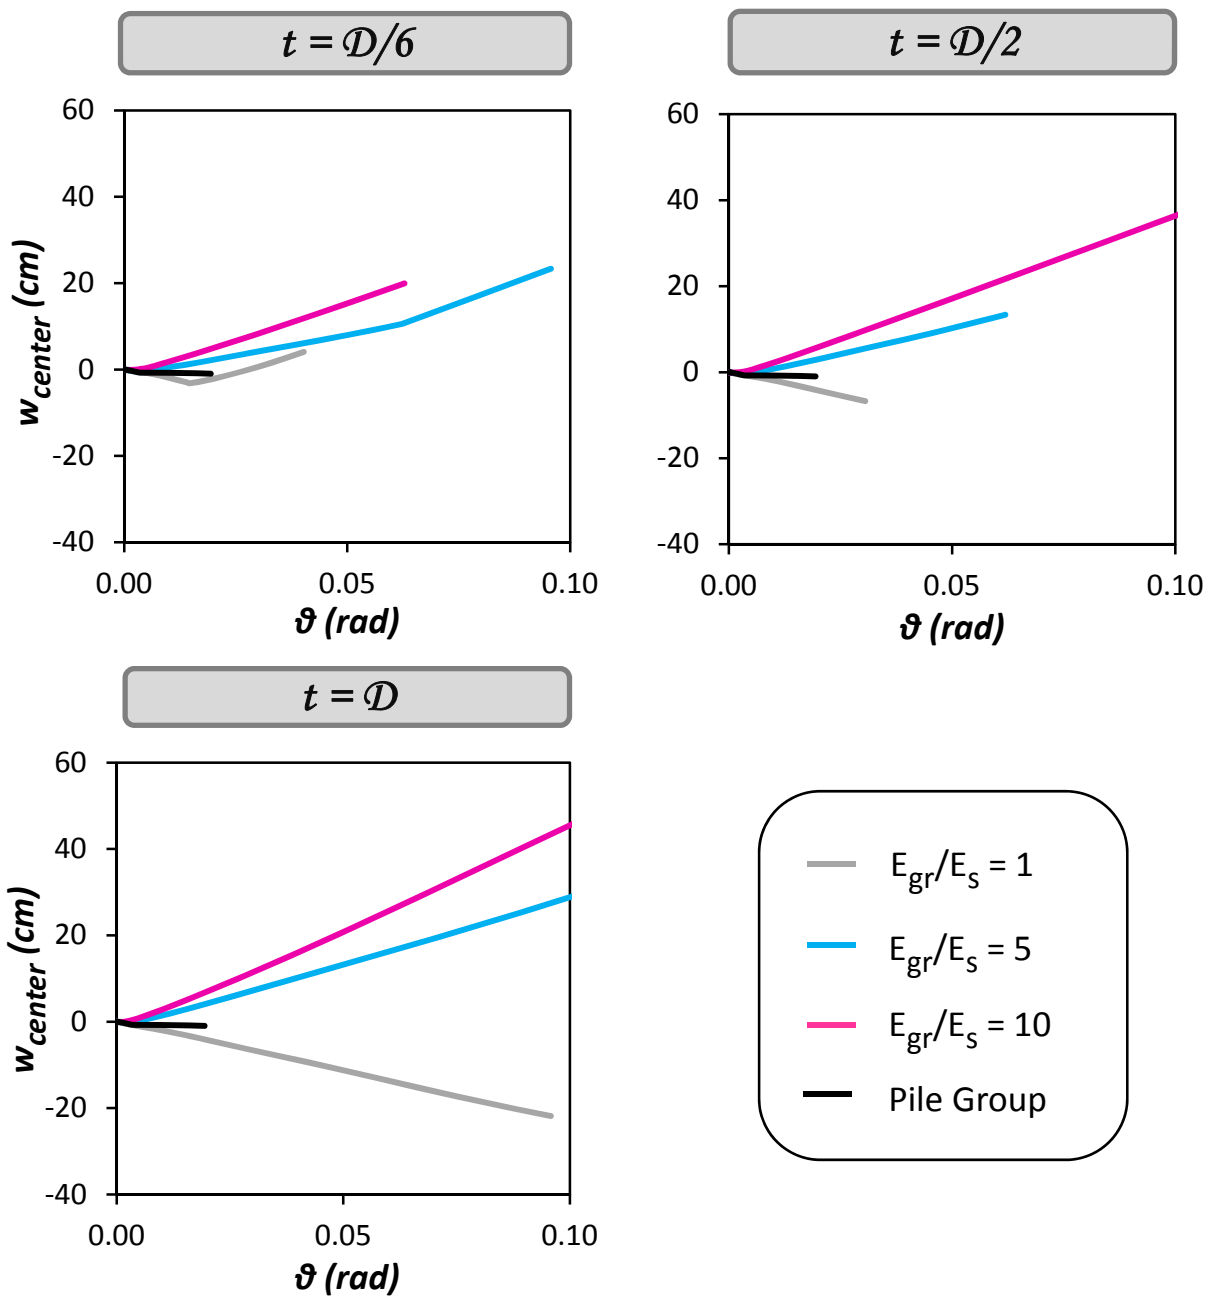 t = D/6
60
40
20
0
-20
-40
w_center (cm)
0.00 0.05 0.10
ϑ (rad)
t = D/2
60
40
20
0
-20
-40
0.00 0.05 0.10
ϑ (rad)
t = D
60
40
20
0
-20
-40
w_center (cm)
0.00 0.05 0.10
ϑ (rad)
E_gr/E_s = 1
E_gr/E_s = 5
E_gr/E_s = 10
Pile Group